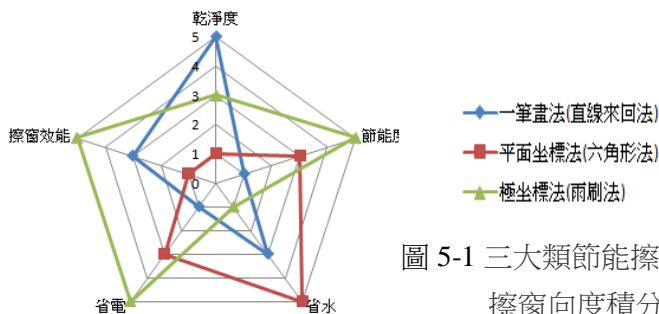 乾淨度
5
4
3
2
1
0
擦窗效能
節能度
省電
省水
一筆畫法(直線來回法)
平面坐標法(六角形法)
極坐標法(雨刷法)
圖 5-1 三大類節能擦
擦窗向度積分